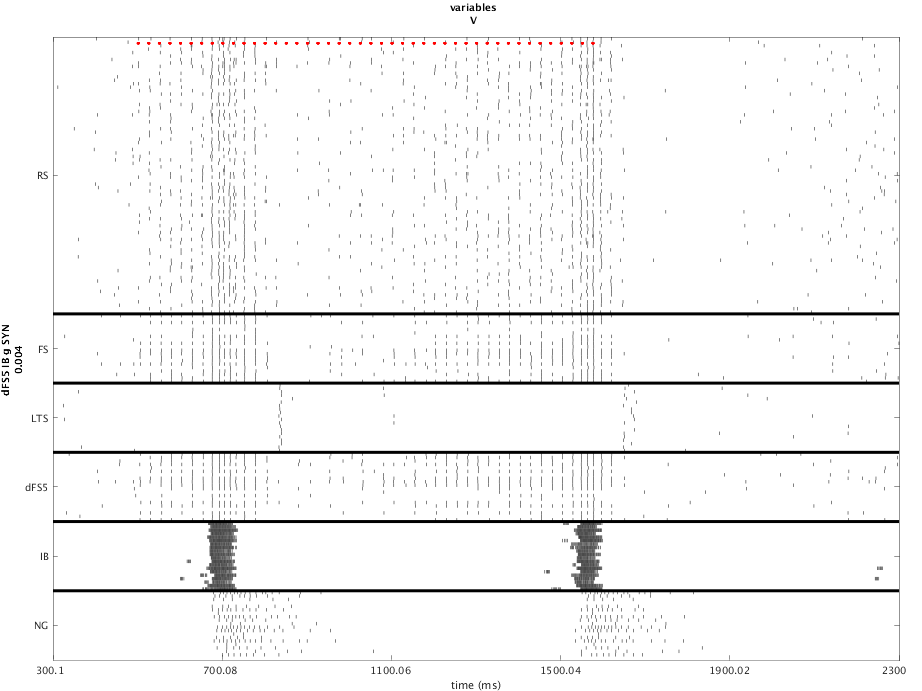 variables
V
RS
FS
LTS
dFS5
IB
NG
dFS5 IB g SYN
0.004
300.1
700.08
1100.06
1500.04
1900.02
2300
time (ms)